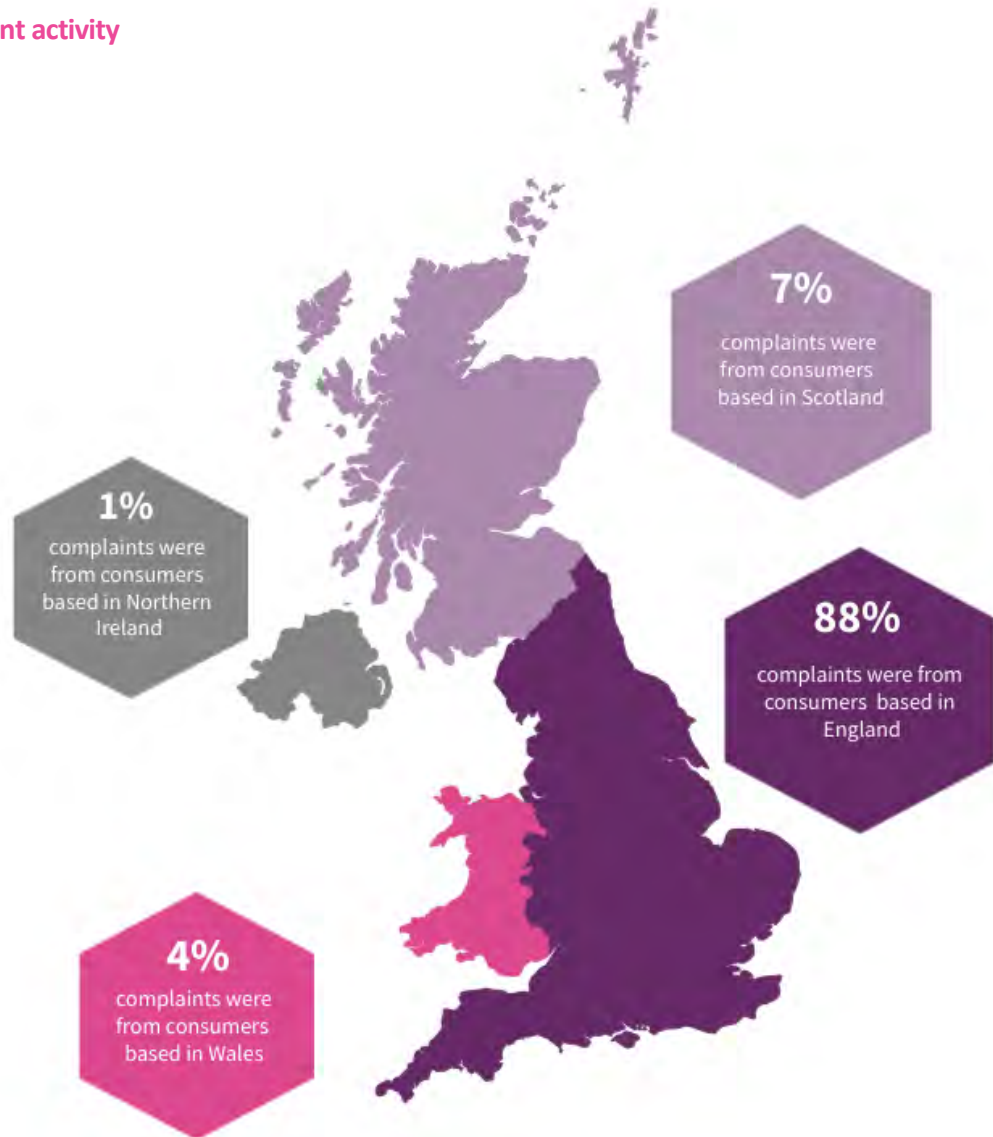 nt activity
7%
complaints were
from consumers
based in Scotland
1%
complaints were
from consumers
based in Northern
Ireland
88%
complaints were from
consumers based in
England
4%
complaints were
from consumers
based in Wales